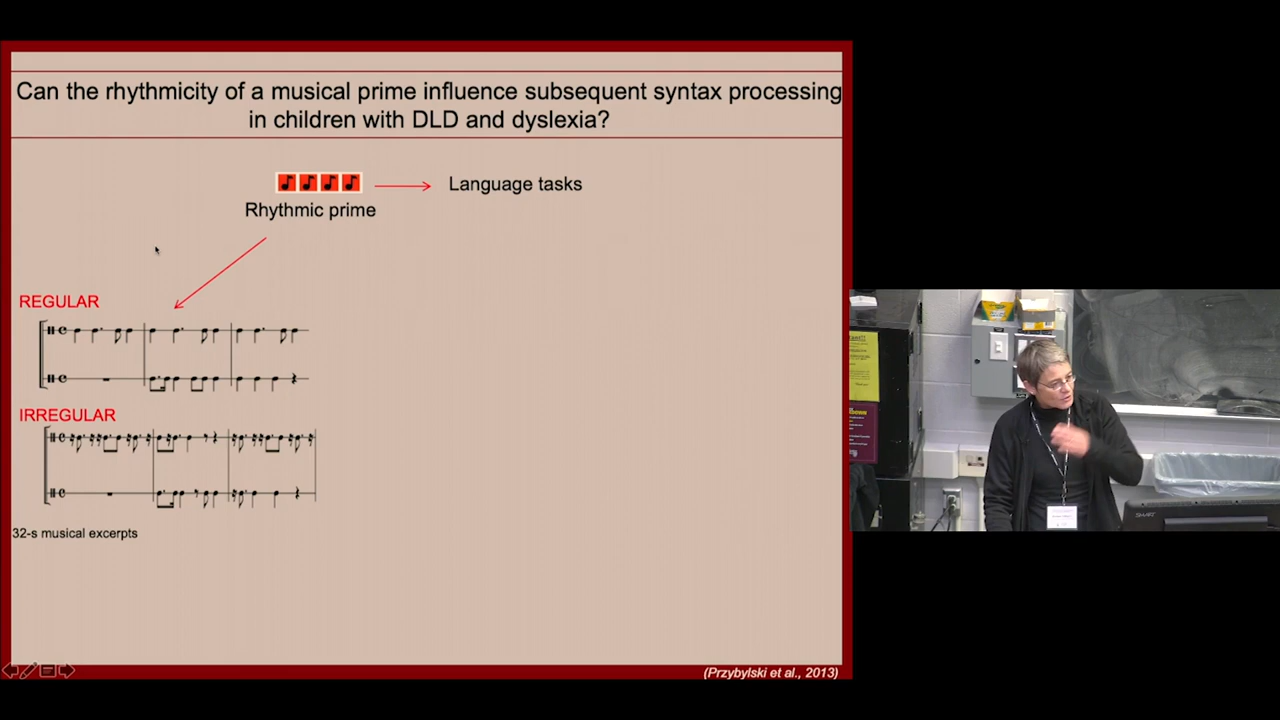 Can the rhythmicity of a musical prime influence subsequent syntax processing
in children with DLD and dyslexia?
Language tasks
Rhythmic prime
REGULAR
IRREGULAR
32-s musical excerpts
(Przybylski et al., 2013)
SMART